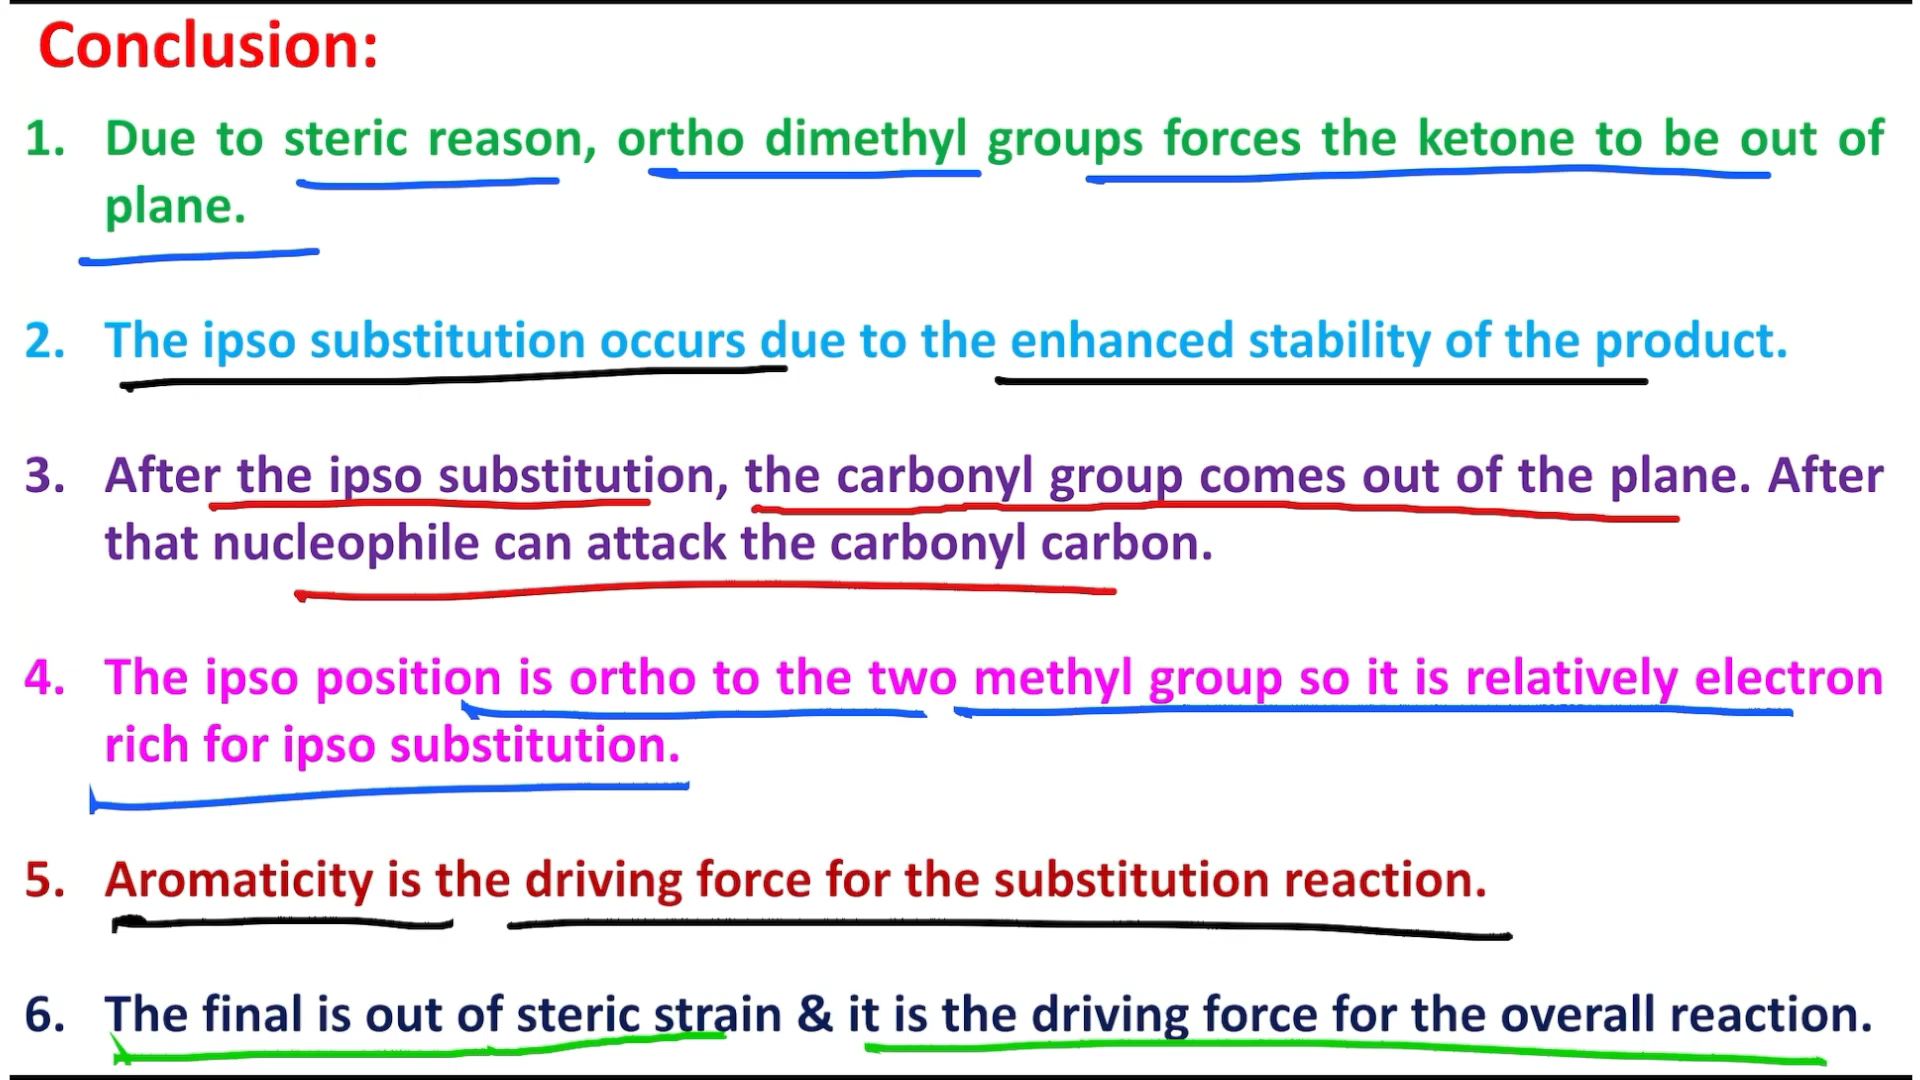 Conclusion:
1. Due to steric reason, ortho dimethyl groups forces the ketone to be out of
plane.
2. The ipso substitution occurs due to the enhanced stability of the product.
3. After the ipso substitution, the carbonyl group comes out of the plane. After
that nucleophile can attack the carbonyl carbon.
4. The ipso position is ortho to the two methyl group so it is relatively electron
rich for ipso substitution.
5. Aromaticity is the driving force for the substitution reaction.
6. The final is out of steric strain & it is the driving force for the overall reaction.